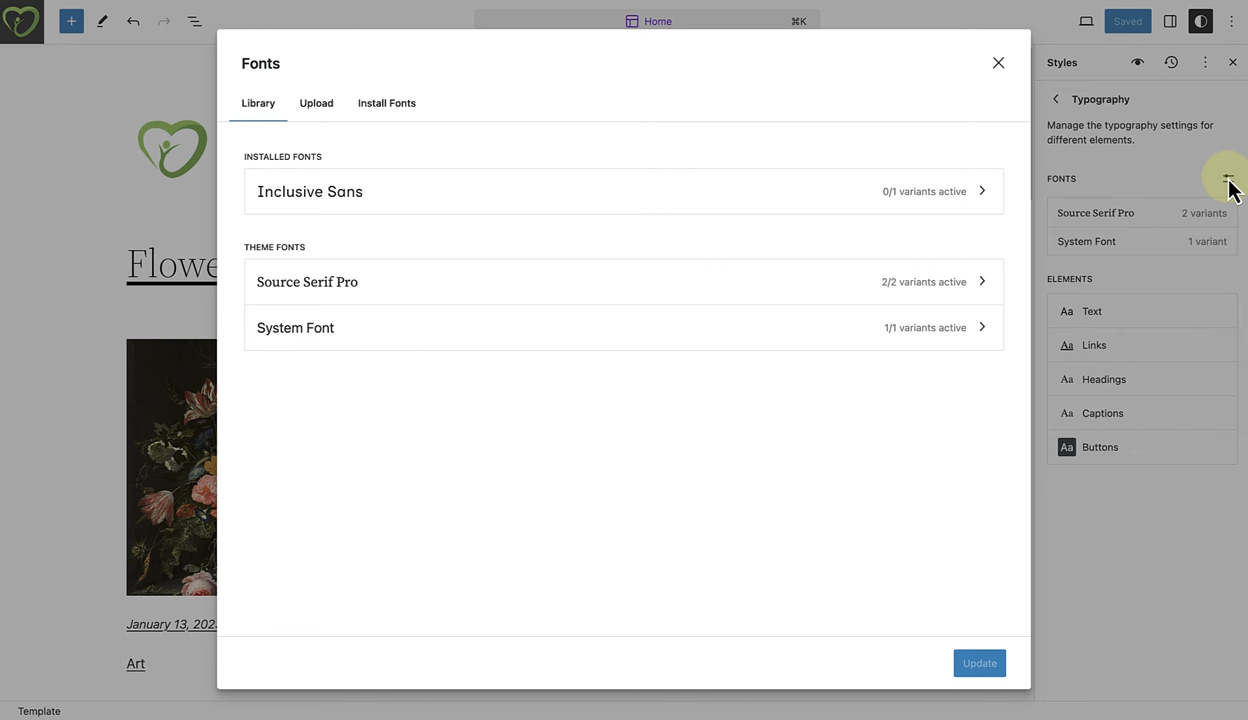 Home
⌘K
Saved
Fonts
Library
Upload
Install Fonts
INSTALLED FONTS
Inclusive Sans
0/1 variants active
THEME FONTS
Source Serif Pro
2/2 variants active
System Font
1/1 variants active
Update
Styles
Typography
Manage the typography settings for
different elements.
FONTS
Source Serif Pro
2 variants
System Font
1 variant
ELEMENTS
Aa Text
Aa Links
Aa Headings
Aa Captions
Aa Buttons
Flowe
January 13, 202
Art
Template